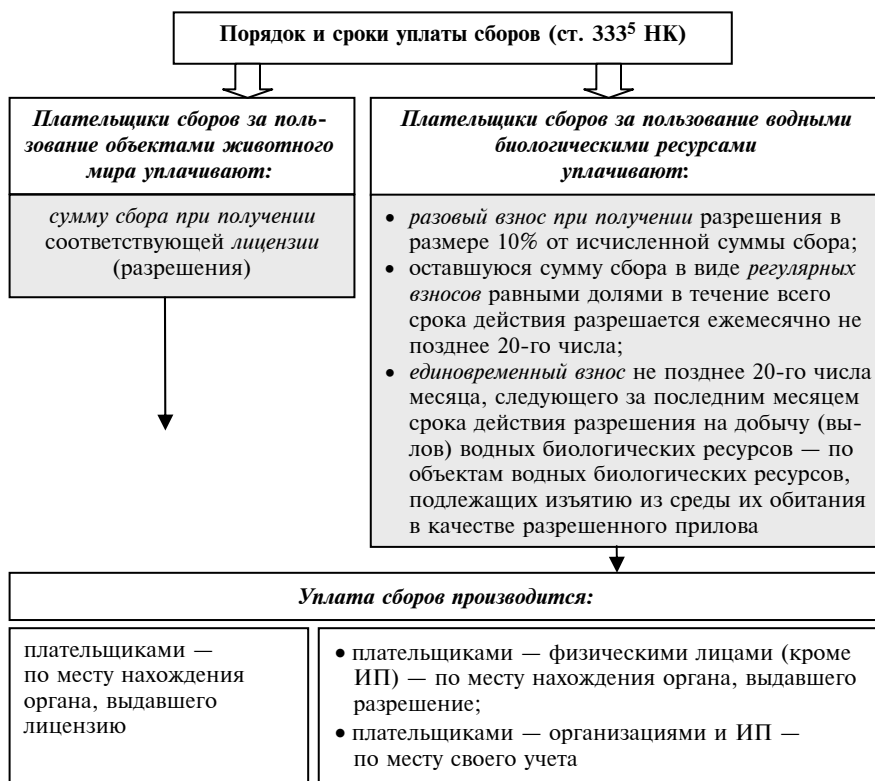 Порядок и сроки уплаты сборов (ст. 333⁵ НК)
Плательщики сборов за поль-
зование объектами животного
мира уплачивают:
сумму сбора при получении
соответствующей лицензии
(разрешения)
Плательщики сборов за пользование водными
биологическими ресурсами
уплачивают:
• разовый взнос при получении разрешения в
размере 10% от исчисленной суммы сбора;
• оставшуюся сумму сбора в виде регулярных
взносов равными долями в течение всего
срока действия разрешается ежемесячно не
позднее 20-го числа;
• единовременный взнос не позднее 20-го числа
месяца, следующего за последним месяцем
срока действия разрешения на добычу (вы-
лов) водных биологических ресурсов — по
объектам водных биологических ресурсов,
подлежащих изъятию из среды их обитания
в качестве разрешенного прилова
Уплата сборов производится:
плательщиками —
по месту нахождения
органа, выдавшего
лицензию
• плательщиками — физическими лицами (кроме
ИП) — по месту нахождения органа, выдавшего
разрешение;
• плательщиками — организациями и ИП —
по месту своего учета